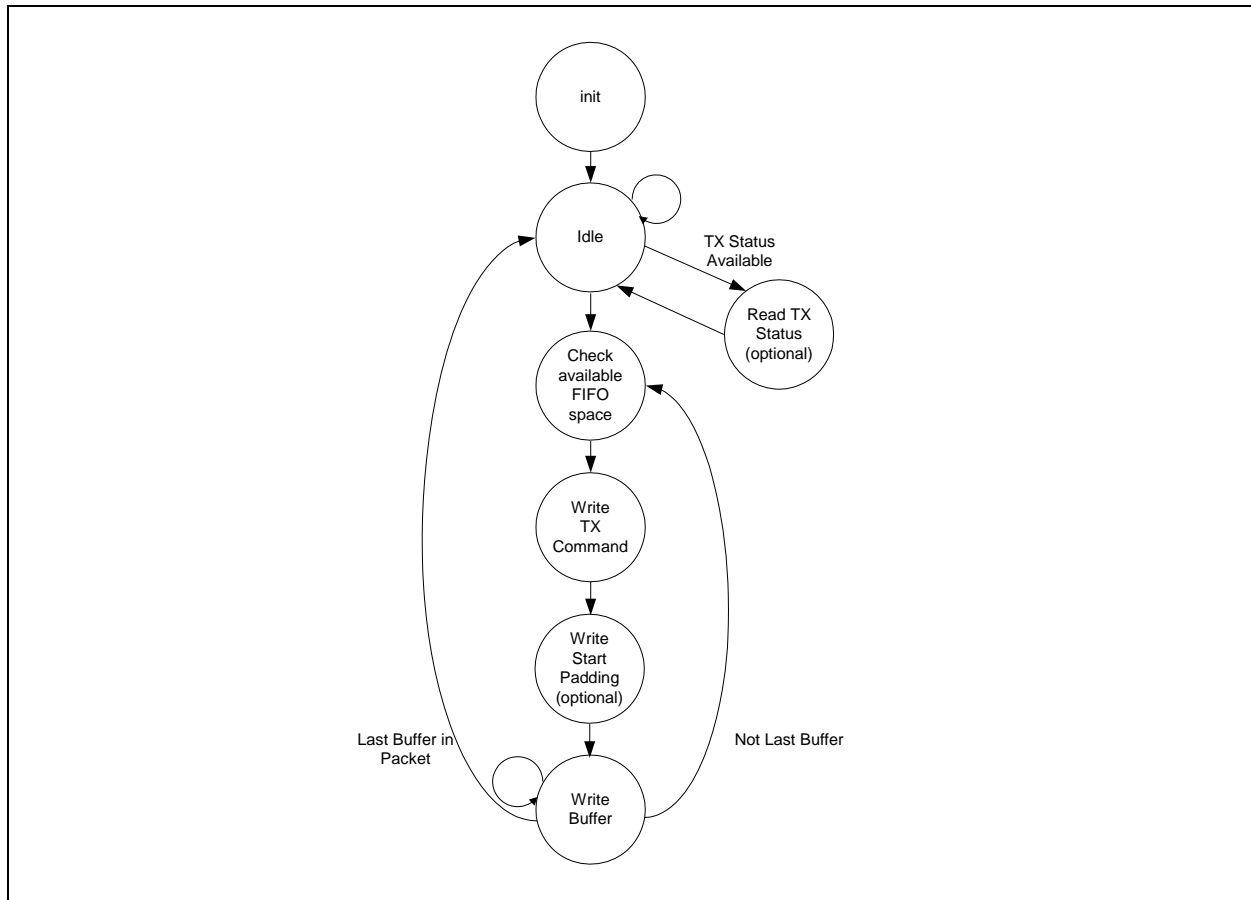 init
Idle
TX Status
Available
Read TX
Status
(optional)
Check
available
FIFO
space
Write
TX
Command
Write
Start
Padding
(optional)
Last Buffer in
Packet
Not Last Buffer
Write
Buffer